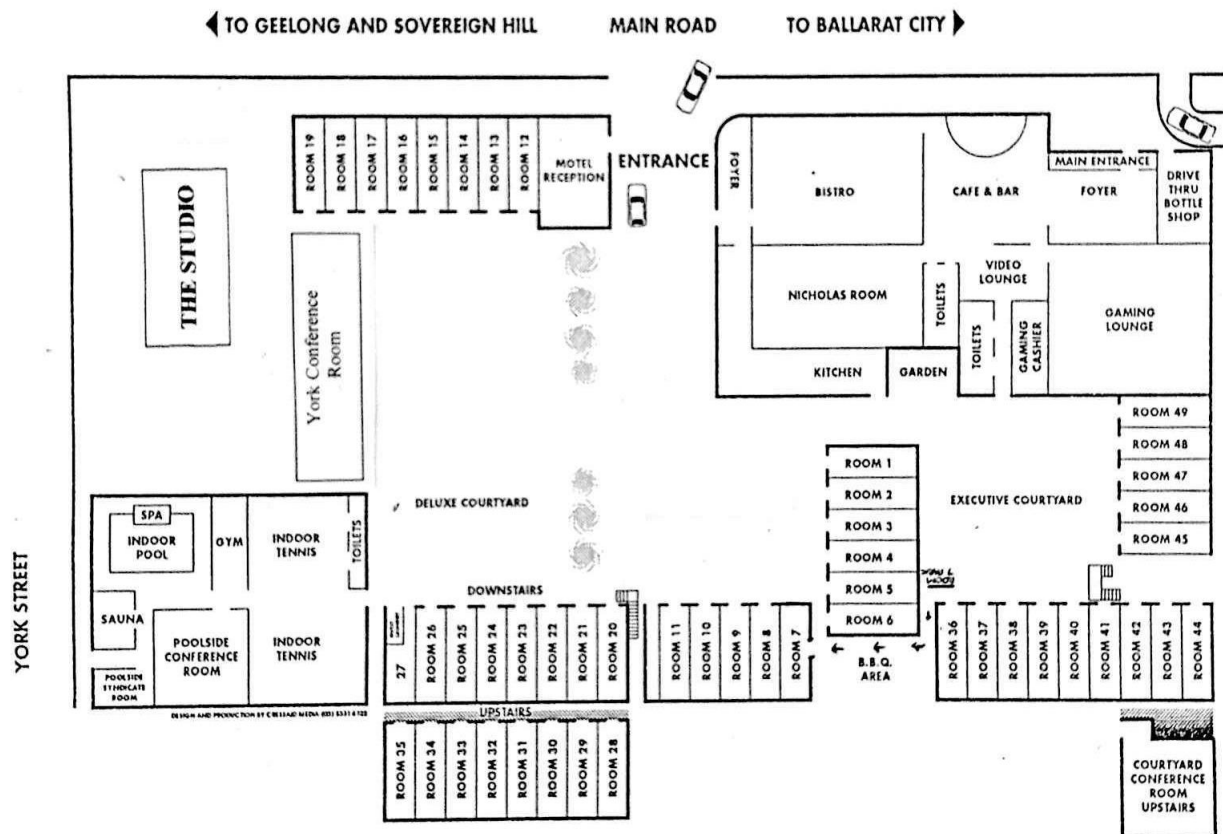 TO GEELONG AND SOVEREIGN HILL
MAIN ROAD
TO BALLARAT CITY
ROOM 19
ROOM 18
ROOM 17
ROOM 16
ROOM 15
ROOM 14
ROOM 13
ROOM 12
MOTEL
RECEPTION
ENTRANCE
FOYER
BISTRO
CAFE & BAR
MAIN ENTRANCE
FOYER
DRIVE
THRU
BOTTLE
SHOP
THE STUDIO
York Conference
Room
NICHOLAS ROOM
TOILETS
VIDEO
LOUNGE
TOILETS
GAMING
CASHIER
GAMING
LOUNGE
KITCHEN
GARDEN
ROOM 49
ROOM 48
ROOM 47
ROOM 46
ROOM 45
ROOM 1
ROOM 2
ROOM 3
ROOM 4
ROOM 5
ROOM 6
EXECUTIVE COURTYARD
DELUXE COURTYARD
YORK STREET
SPA
INDOOR
POOL
GYM
INDOOR
TENNIS
TOILETS
SAUNA
POOLSIDE
CONFERENCE
ROOM
INDOOR
TENNIS
POOLSIDE
SYNDICATE
ROOM
DOWNSTAIRS
27
ROOM 26
ROOM 25
ROOM 24
ROOM 23
ROOM 22
ROOM 21
ROOM 20
ROOM 11
ROOM 10
ROOM 9
ROOM 8
ROOM 7
B.B.Q.
AREA
ROOM 36
ROOM 37
ROOM 38
ROOM 39
ROOM 40
ROOM 41
ROOM 42
ROOM 43
ROOM 44
UPSTAIRS
ROOM 35
ROOM 34
ROOM 33
ROOM 32
ROOM 31
ROOM 30
ROOM 29
ROOM 28
COURTYARD
CONFERENCE
ROOM
UPSTAIRS
DESIGN AND PRODUCTION BY